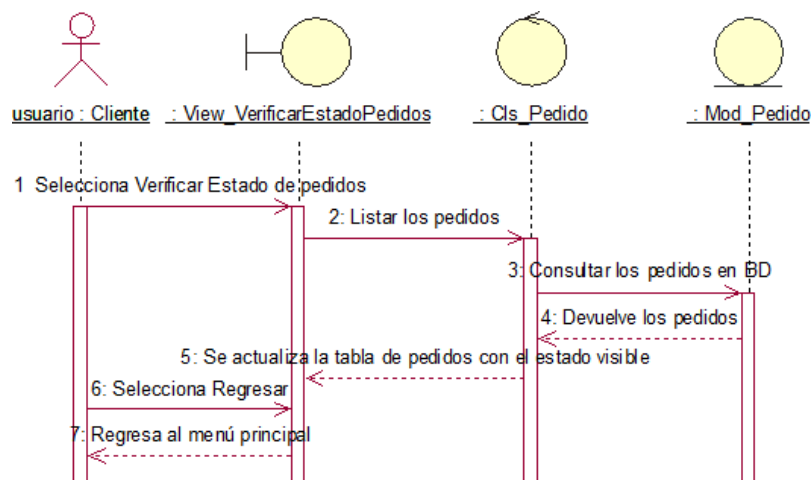 usuario : Cliente
: View_VerificarEstadoPedidos
: Cls_Pedido
: Mod_Pedido
1 Selecciona Verificar Estado de pedidos
2: Listar los pedidos
3: Consultar los pedidos en BD
4: Devuelve los pedidos
5: Se actualiza la tabla de pedidos con el estado visible
6: Selecciona Regresar
7: Regresa al menú principal